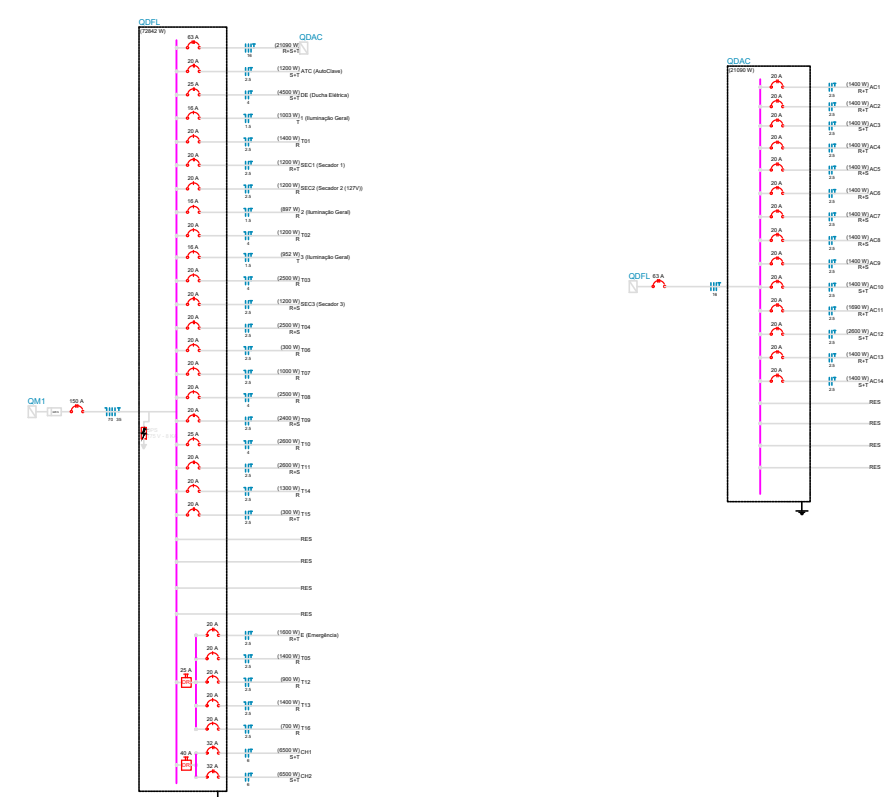 QDFL
(72842 W)
63 A
16
(21090 W)
R+S+T
QDAC
20 A
2.5
(1200 W)
S+T
ATC (AutoClave)
25 A
4
(4500 W)
S+T
DE (Ducha Elétrica)
16 A
1.5
(1003 W)
T
1 (Iluminação Geral)
20 A
2.5
(1400 W)
R
T01
20 A
2.5
(1200 W)
R+T
SEC1 (Secador 1)
20 A
2.5
(1200 W)
R
SEC2 (Secador 2 (127V))
16 A
1.5
(897 W)
R
2 (Iluminação Geral)
20 A
4
(1200 W)
R
T02
16 A
1.5
(952 W)
T
3 (Iluminação Geral)
20 A
4
(2500 W)
R
T03
20 A
2.5
(1200 W)
R+S
SEC3 (Secador 3)
20 A
2.5
(2500 W)
R+S
T04
20 A
2.5
(300 W)
R
T06
20 A
2.5
(1000 W)
R
T07
20 A
4
(2500 W)
R
T08
QM1
150 A
70
35
20 A
2.5
(2400 W)
R+S
T09
25 A
4
(2600 W)
R
T10
20 A
2.5
(2600 W)
R+S
T11
20 A
2.5
(1300 W)
R
T14
20 A
2.5
(300 W)
R+T
T15
RES
RES
RES
RES
20 A
2.5
(1600 W)
R+T
E (Emergência)
20 A
2.5
(1400 W)
R
T05
25 A
DR
20 A
2.5
(900 W)
R
T12
20 A
2.5
(1400 W)
R
T13
20 A
2.5
(700 W)
R
T16
40 A
DR
32 A
6
(6500 W)
S+T
CH1
32 A
6
(6500 W)
S+T
CH2
QDAC
(21090 W)
20 A
2.5
(1400 W)
R+T
AC1
20 A
2.5
(1400 W)
R+T
AC2
20 A
2.5
(1400 W)
S+T
AC3
20 A
2.5
(1400 W)
R+T
AC4
20 A
2.5
(1400 W)
R+S
AC5
20 A
2.5
(1400 W)
R+S
AC6
20 A
2.5
(1400 W)
R+S
AC7
20 A
2.5
(1400 W)
R+S
AC8
20 A
2.5
(1400 W)
R+S
AC9
QDFL
63 A
16
20 A
2.5
(1400 W)
S+T
AC10
20 A
2.5
(1690 W)
R+T
AC11
20 A
2.5
(2600 W)
S+T
AC12
20 A
2.5
(1400 W)
R+T
AC13
20 A
2.5
(1400 W)
S+T
AC14
RES
RES
RES
RES